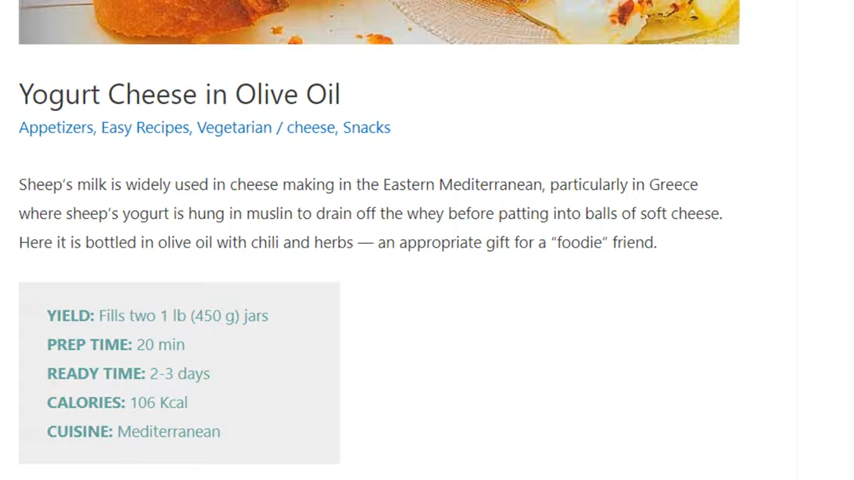 Yogurt Cheese in Olive Oil
Appetizers, Easy Recipes, Vegetarian / cheese, Snacks
Sheep’s milk is widely used in cheese making in the Eastern Mediterranean, particularly in Greece
where sheep’s yogurt is hung in muslin to drain off the whey before patting into balls of soft cheese.
Here it is bottled in olive oil with chili and herbs — an appropriate gift for a “foodie” friend.
YIELD: Fills two 1 lb (450 g) jars
PREP TIME: 20 min
READY TIME: 2-3 days
CALORIES: 106 Kcal
CUISINE: Mediterranean